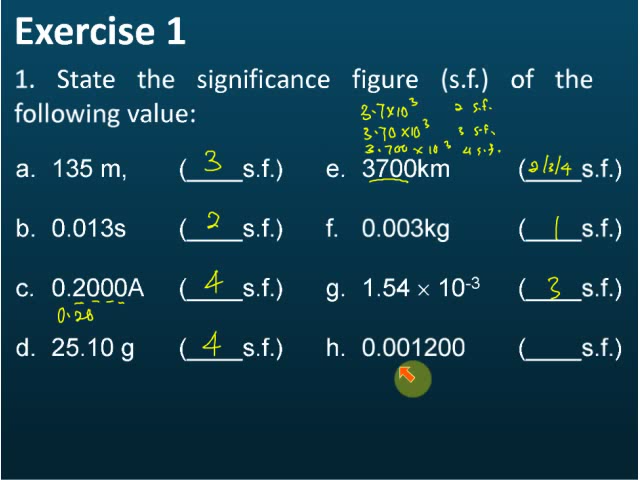 Exercise 1
1. State the significance figure (s.f.) of the
following value:
3.7 × 10³ 2 s.f.
3.70 × 10³ 3 s.f.
3.700 × 10³ 4 s.f.
a. 135 m, (3 s.f.) e. 3700km (2/3/4 s.f.)
b. 0.013s (2 s.f.) f. 0.003kg (1 s.f.)
c. 0.2000A (4 s.f.) g. 1.54 × 10⁻³ (3 s.f.)
0.20
d. 25.10 g (4 s.f.) h. 0.001200 (____s.f.)